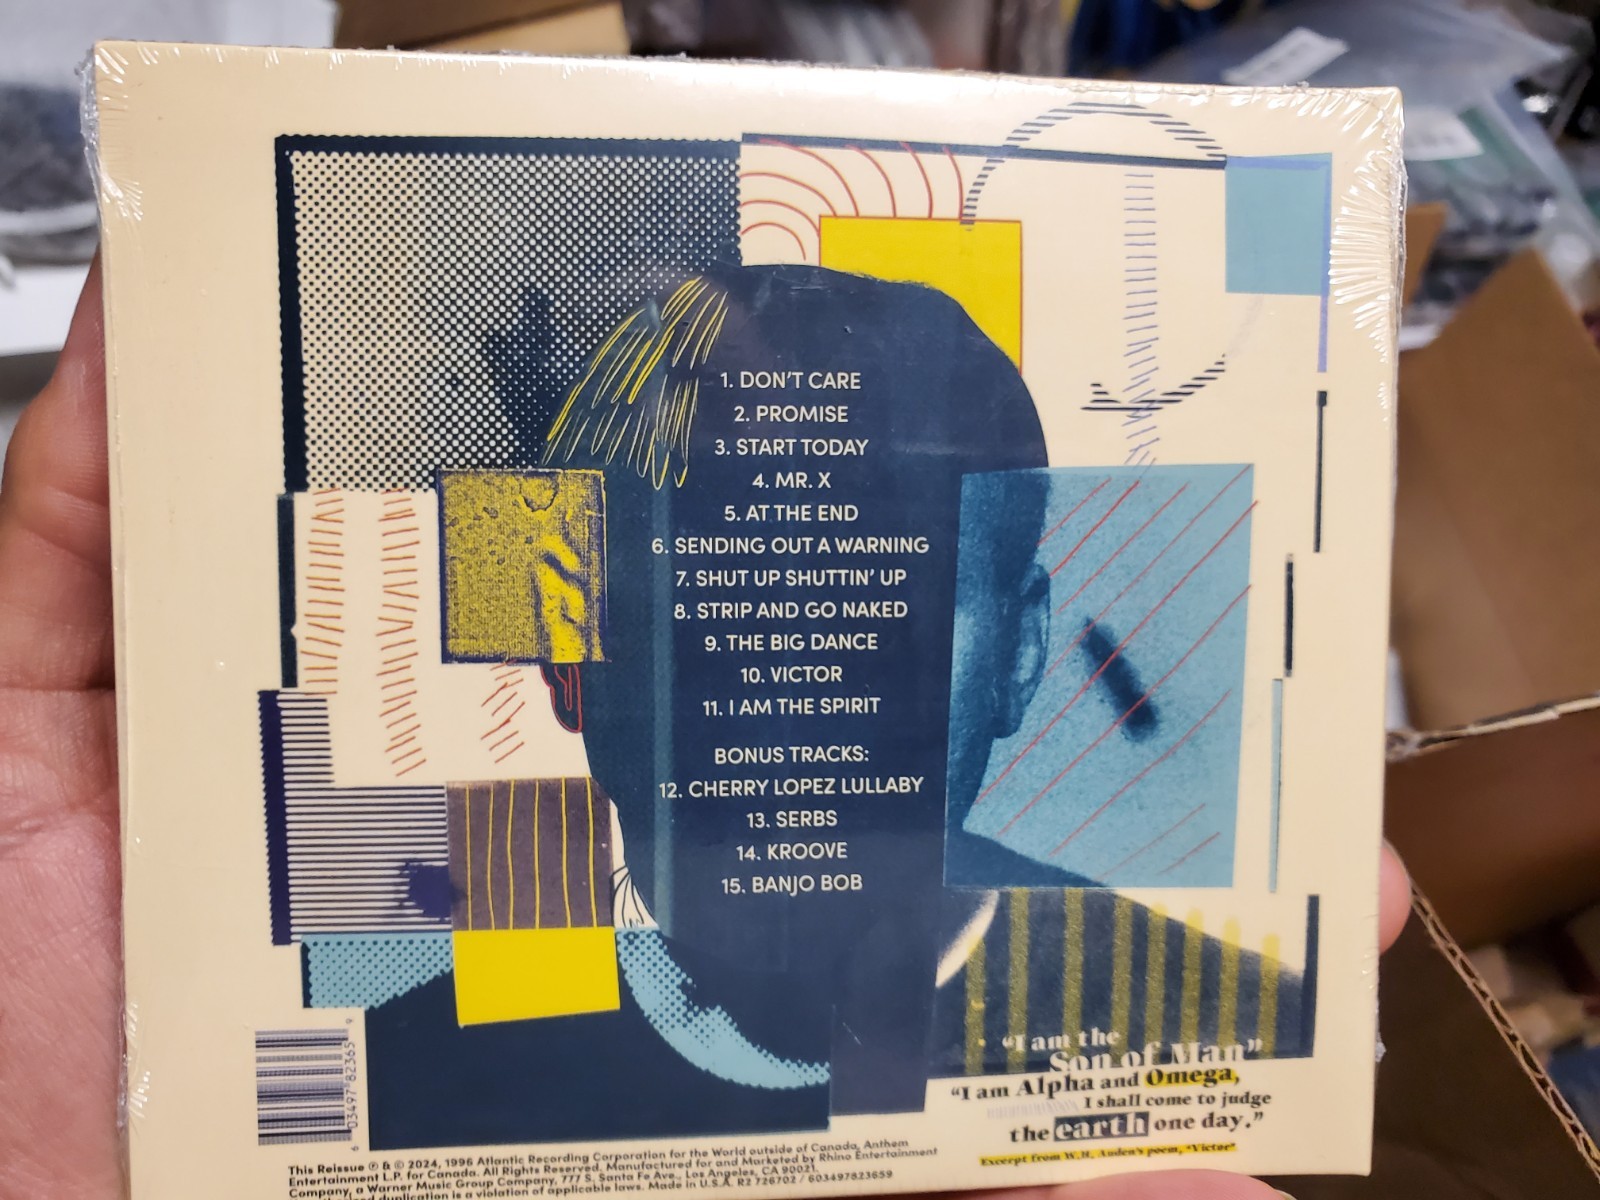 1. DON'T CARE
2. PROMISE
3. START TODAY
4. MR. X
5. AT THE END
6. SENDING OUT A WARNING
7. SHUT UP SHUTTIN' UP
8. STRIP AND GO NAKED
9. THE BIG DANCE
10. VICTOR
11. I AM THE SPIRIT
BONUS TRACKS:
12. CHERRY LOPEZ LULLABY
13. SERBS
14. KROOVE
15. BANJO BOB
6 03497 82365 9
"I am the
Son of Man"
"I am Alpha and Omega,
I shall come to judge
the earth one day."
Excerpt from W.H. Auden's poem, "Victor"
This Reissue ℗ & © 2024, 1996 Atlantic Recording Corporation for the World outside of Canada, Anthem
Entertainment L.P. for Canada. All Rights Reserved. Manufactured for and Marketed by Rhino Entertainment
Company, a Warner Music Group Company, 777 S. Santa Fe Ave., Los Angeles, CA 90021.
duplication is a violation of applicable laws. Made in U.S.A. R2 726702 / 603497823659